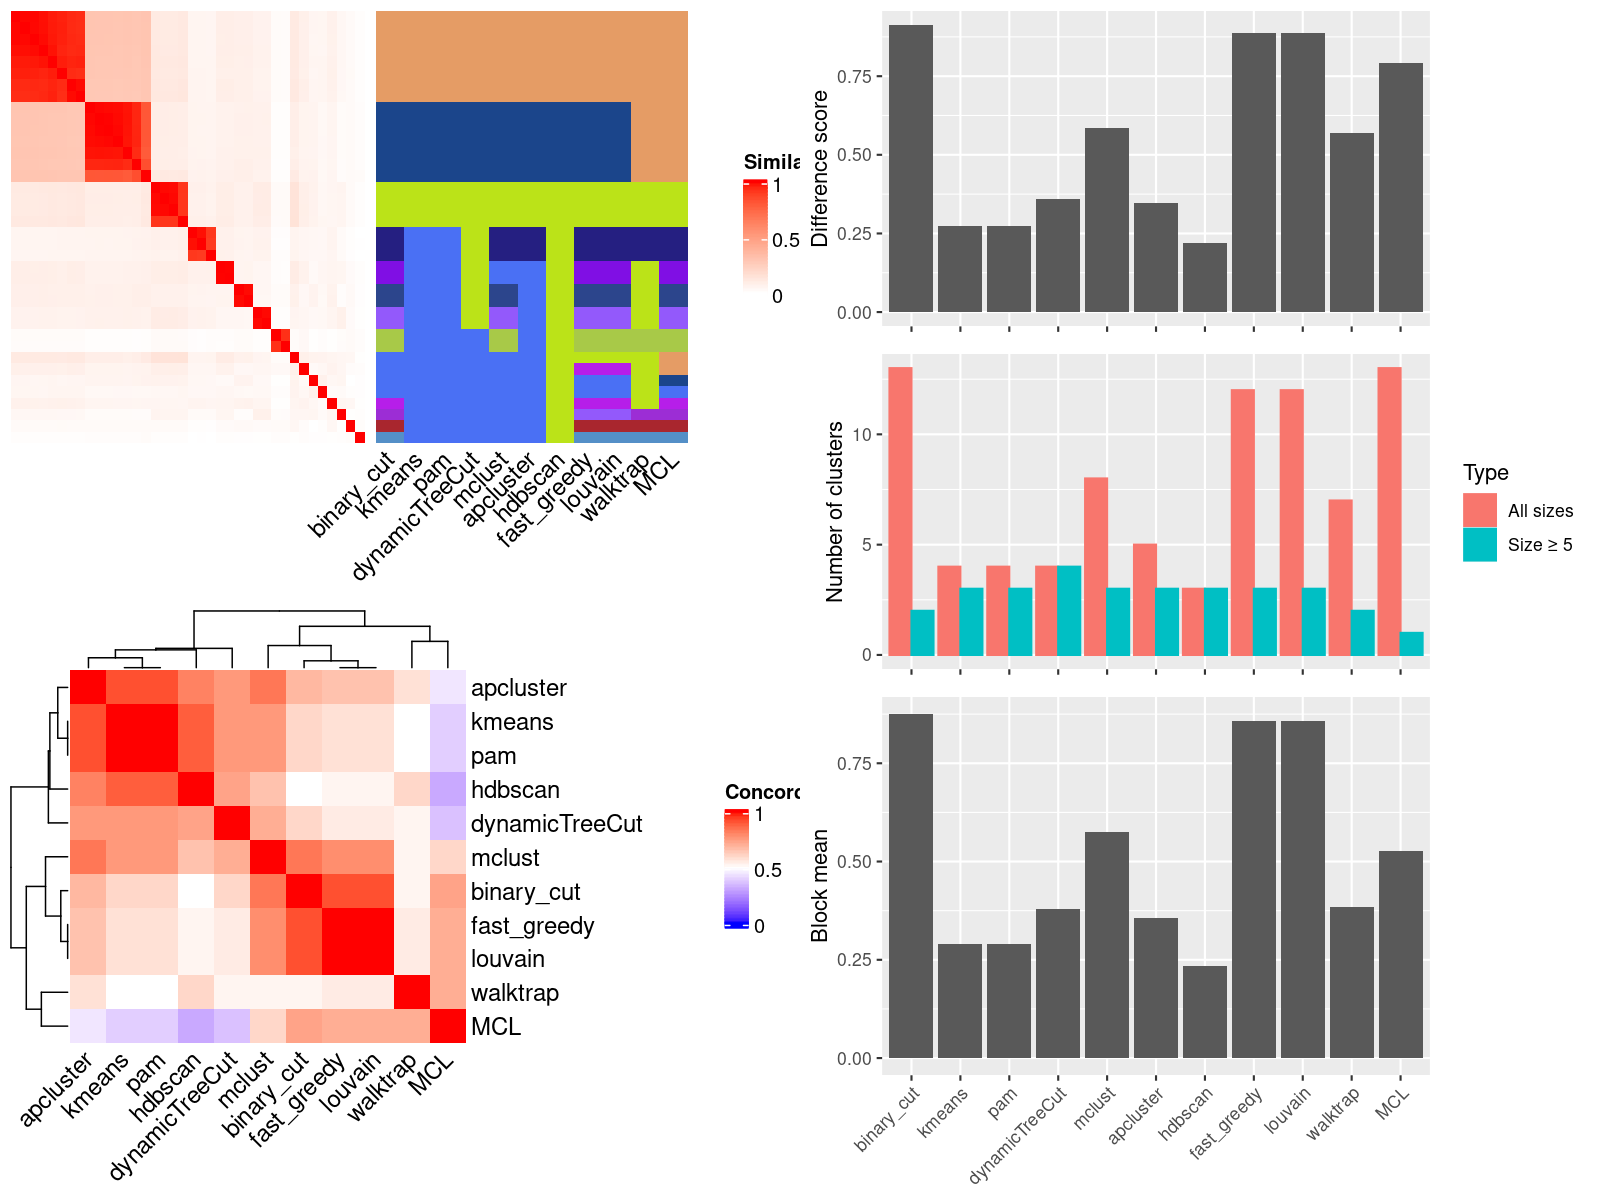 Simila
1
0.5
0
binary_cut
kmeans
pam
dynamicTreeCut
mclust
apcluster
hdbscan
fast_greedy
louvain
walktrap
MCL
apcluster
kmeans
pam
hdbscan
dynamicTreeCut
mclust
binary_cut
fast_greedy
louvain
walktrap
MCL
Concord
1
0.5
0
apcluster
kmeans
pam
hdbscan
dynamicTreeCut
mclust
binary_cut
fast_greedy
louvain
walktrap
MCL
Difference score
0.75
0.50
0.25
0.00
Number of clusters
10
5
0
Type
All sizes
Size ≥ 5
Block mean
0.75
0.50
0.25
0.00
binary_cut
kmeans
pam
dynamicTreeCut
mclust
apcluster
hdbscan
fast_greedy
louvain
walktrap
MCL